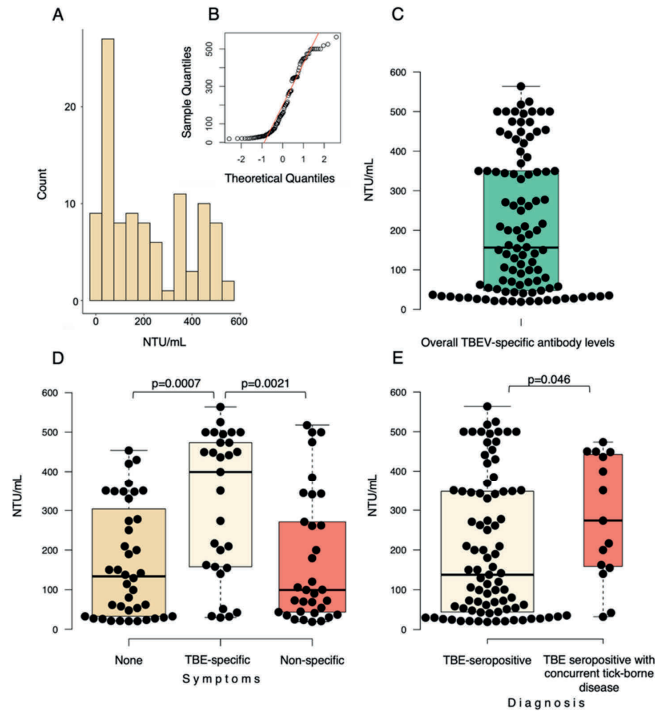 A
Count
20
10
0
0
200
400
600
NTU/mL
B
Sample Quantiles
500
300
200
100
0
-2
-1
0
1
2
Theoretical Quantiles
C
NTU/mL
600
500
400
300
200
100
0
Overall TBEV-specific antibody levels
D
p=0.0007
p=0.0021
NTU/mL
600
500
400
300
200
100
0
None
TBE-specific
Non-specific
Symptoms
E
p=0.046
NTU/mL
600
500
400
300
200
100
0
TBE-seropositive
TBE seropositive with
concurrent tick-borne
disease
Diagnosis